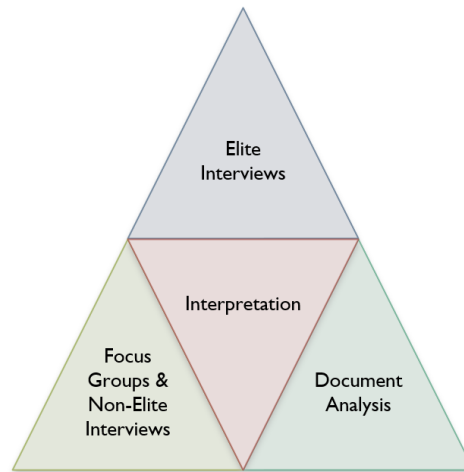 Elite
Interviews
Interpretation
Focus
Groups &
Non-Elite
Interviews
Document
Analysis